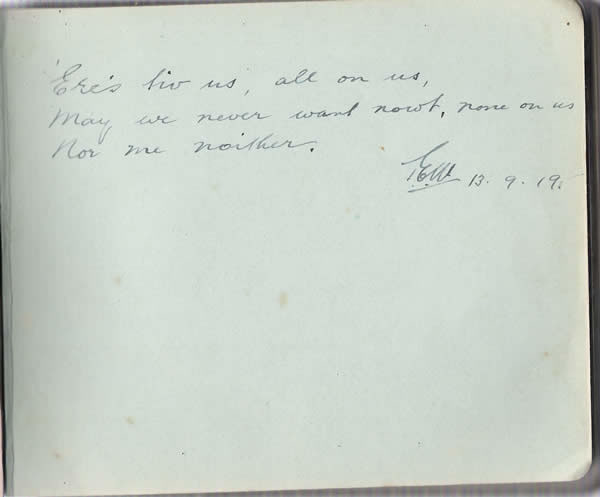 'Ere's tiv us, all on us,
May we never want nowt, none on us
Nor me noither.
13.9.19.